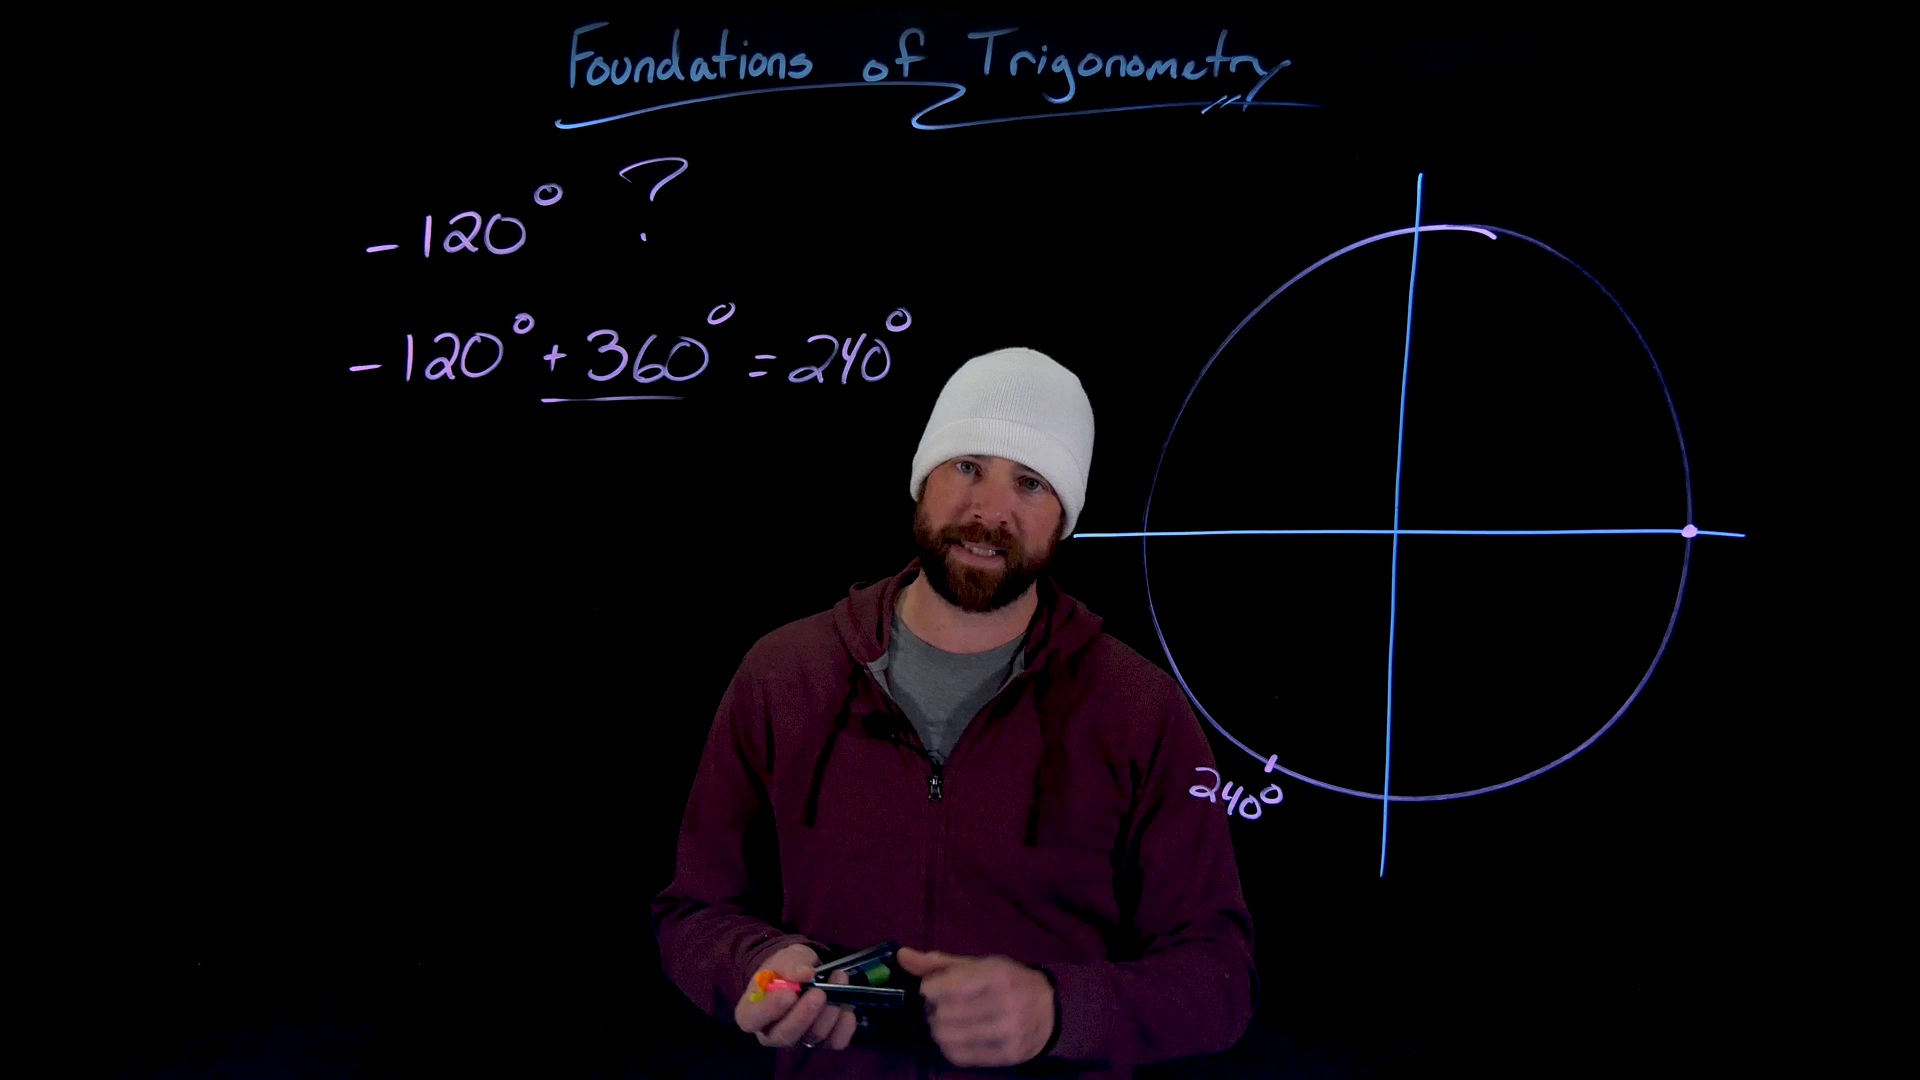 Foundations of Trigonometry
-120° ?
-120° + 360° = 240°
240°